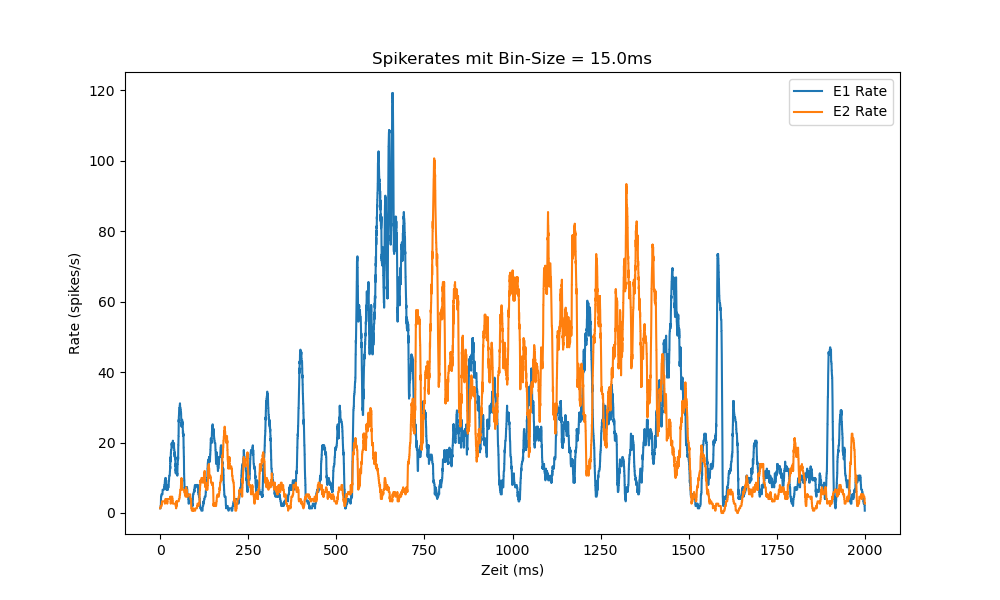 Spikerates mit Bin-Size = 15.0ms
E1 Rate
E2 Rate
120
100
80
60
40
20
0
Rate (spikes/s)
0 250 500 750 1000 1250 1500 1750 2000
Zeit (ms)